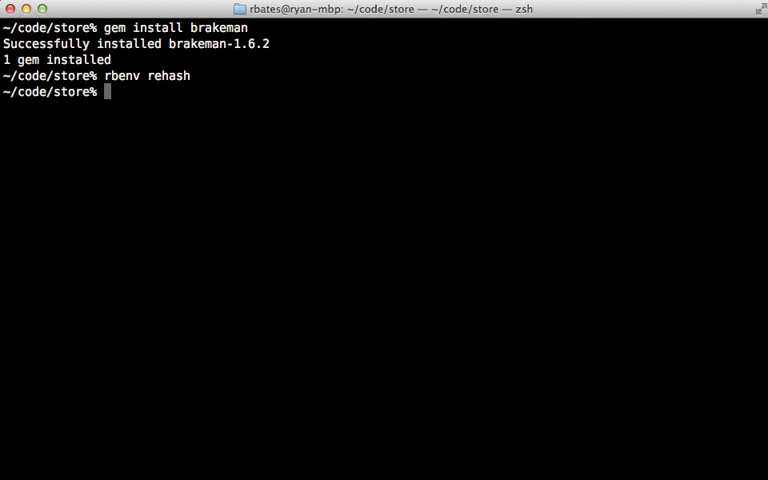 rbates@ryan-mbp: ~/code/store — ~/code/store — zsh
~/code/store% gem install brakeman
Successfully installed brakeman-1.6.2
1 gem installed
~/code/store% rbenv rehash
~/code/store%